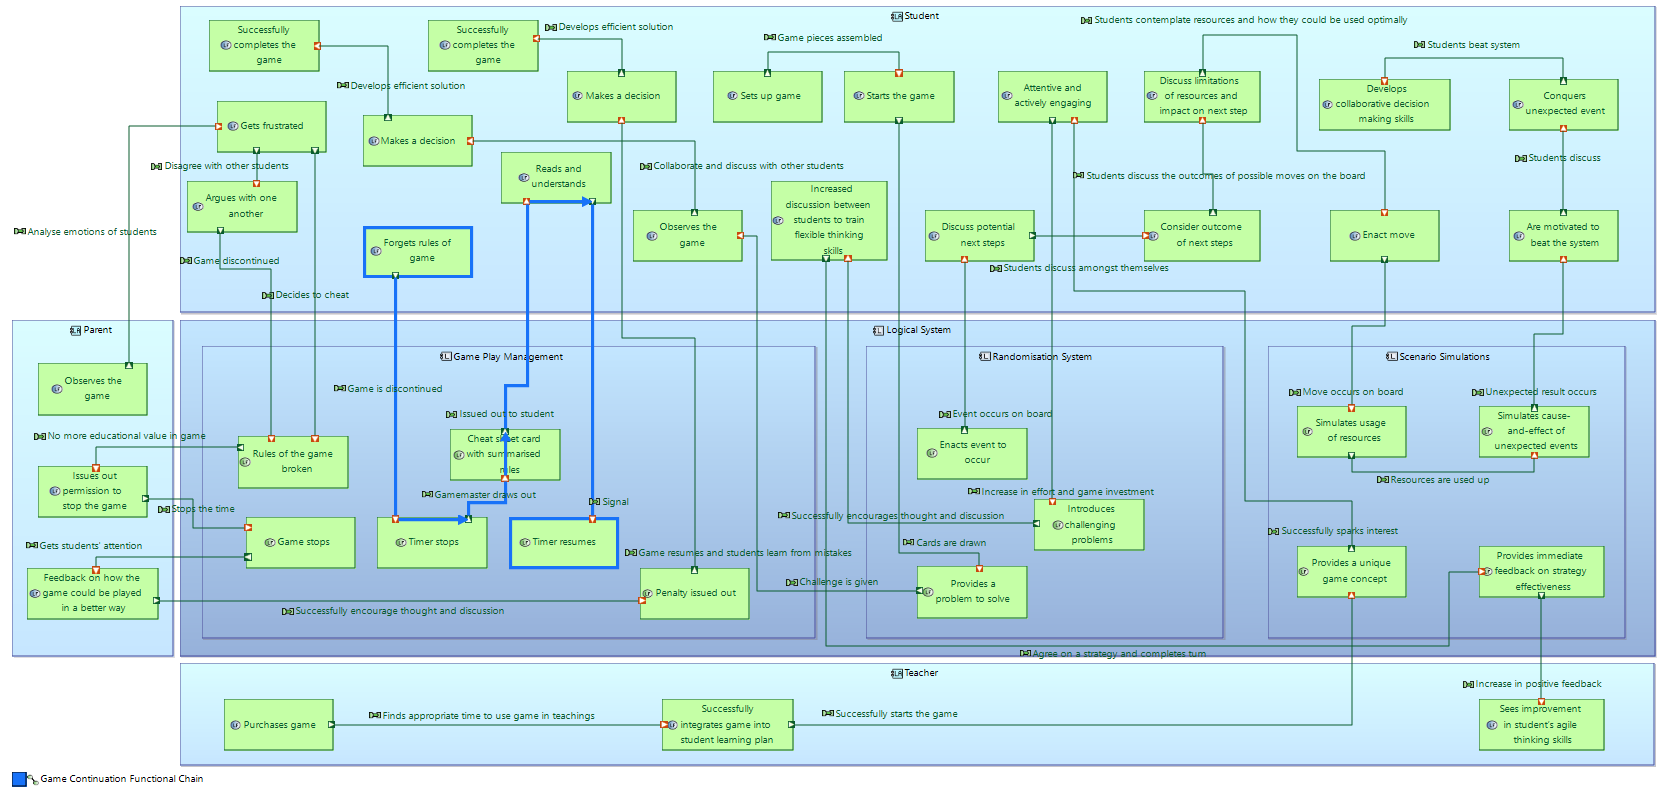 Student
Successfully
completes the
game
Successfully
completes the
game
Develops efficient solution
Game pieces assembled
Students contemplate resources and how they could be used optimally
Students beat system
Develops efficient solution
Makes a decision
Sets up game
Starts the game
Attentive and
actively engaging
Discuss limitations
of resources and
impact on next step
Develops
collaborative decision
making skills
Conquers
unexpected event
Gets frustrated
Makes a decision
Disagree with other students
Reads and
understands
Collaborate and discuss with other students
Students discuss the outcomes of possible moves on the board
Students discuss
Argues with one
another
Increased
discussion between
students to train
flexible thinking
skills
Analyse emotions of students
Forgets rules of
game
Observes the
game
Discuss potential
next steps
Consider outcome
of next steps
Enact move
Are motivated to
beat the system
Game discontinued
Students discuss amongst themselves
Decides to cheat
Parent
Logical System
Game Play Management
Randomisation System
Scenario Simulations
Observes the
game
Game is discontinued
Move occurs on board
Unexpected result occurs
Issued out to student
Event occurs on board
No more educational value in game
Rules of the game
broken
Cheat sheet card
with summarised
rules
Enacts event to
occur
Simulates usage
of resources
Simulates cause-
and-effect of
unexpected events
Issues out
permission to
stop the game
Gamemaster draws out
Signal
Increase in effort and game investment
Resources are used up
Stops the time
Successfully encourages thought and discussion
Introduces
challenging
problems
Gets students' attention
Game stops
Timer stops
Timer resumes
Game resumes and students learn from mistakes
Cards are drawn
Successfully sparks interest
Feedback on how the
game could be played
in a better way
Successfully encourage thought and discussion
Penalty issued out
Challenge is given
Provides a
problem to solve
Provides a unique
game concept
Provides immediate
feedback on strategy
effectiveness
Agree on a strategy and completes turn
Teacher
Increase in positive feedback
Purchases game
Finds appropriate time to use game in teachings
Successfully
integrates game into
student learning plan
Successfully starts the game
Sees improvement
in student's agile
thinking skills
Game Continuation Functional Chain